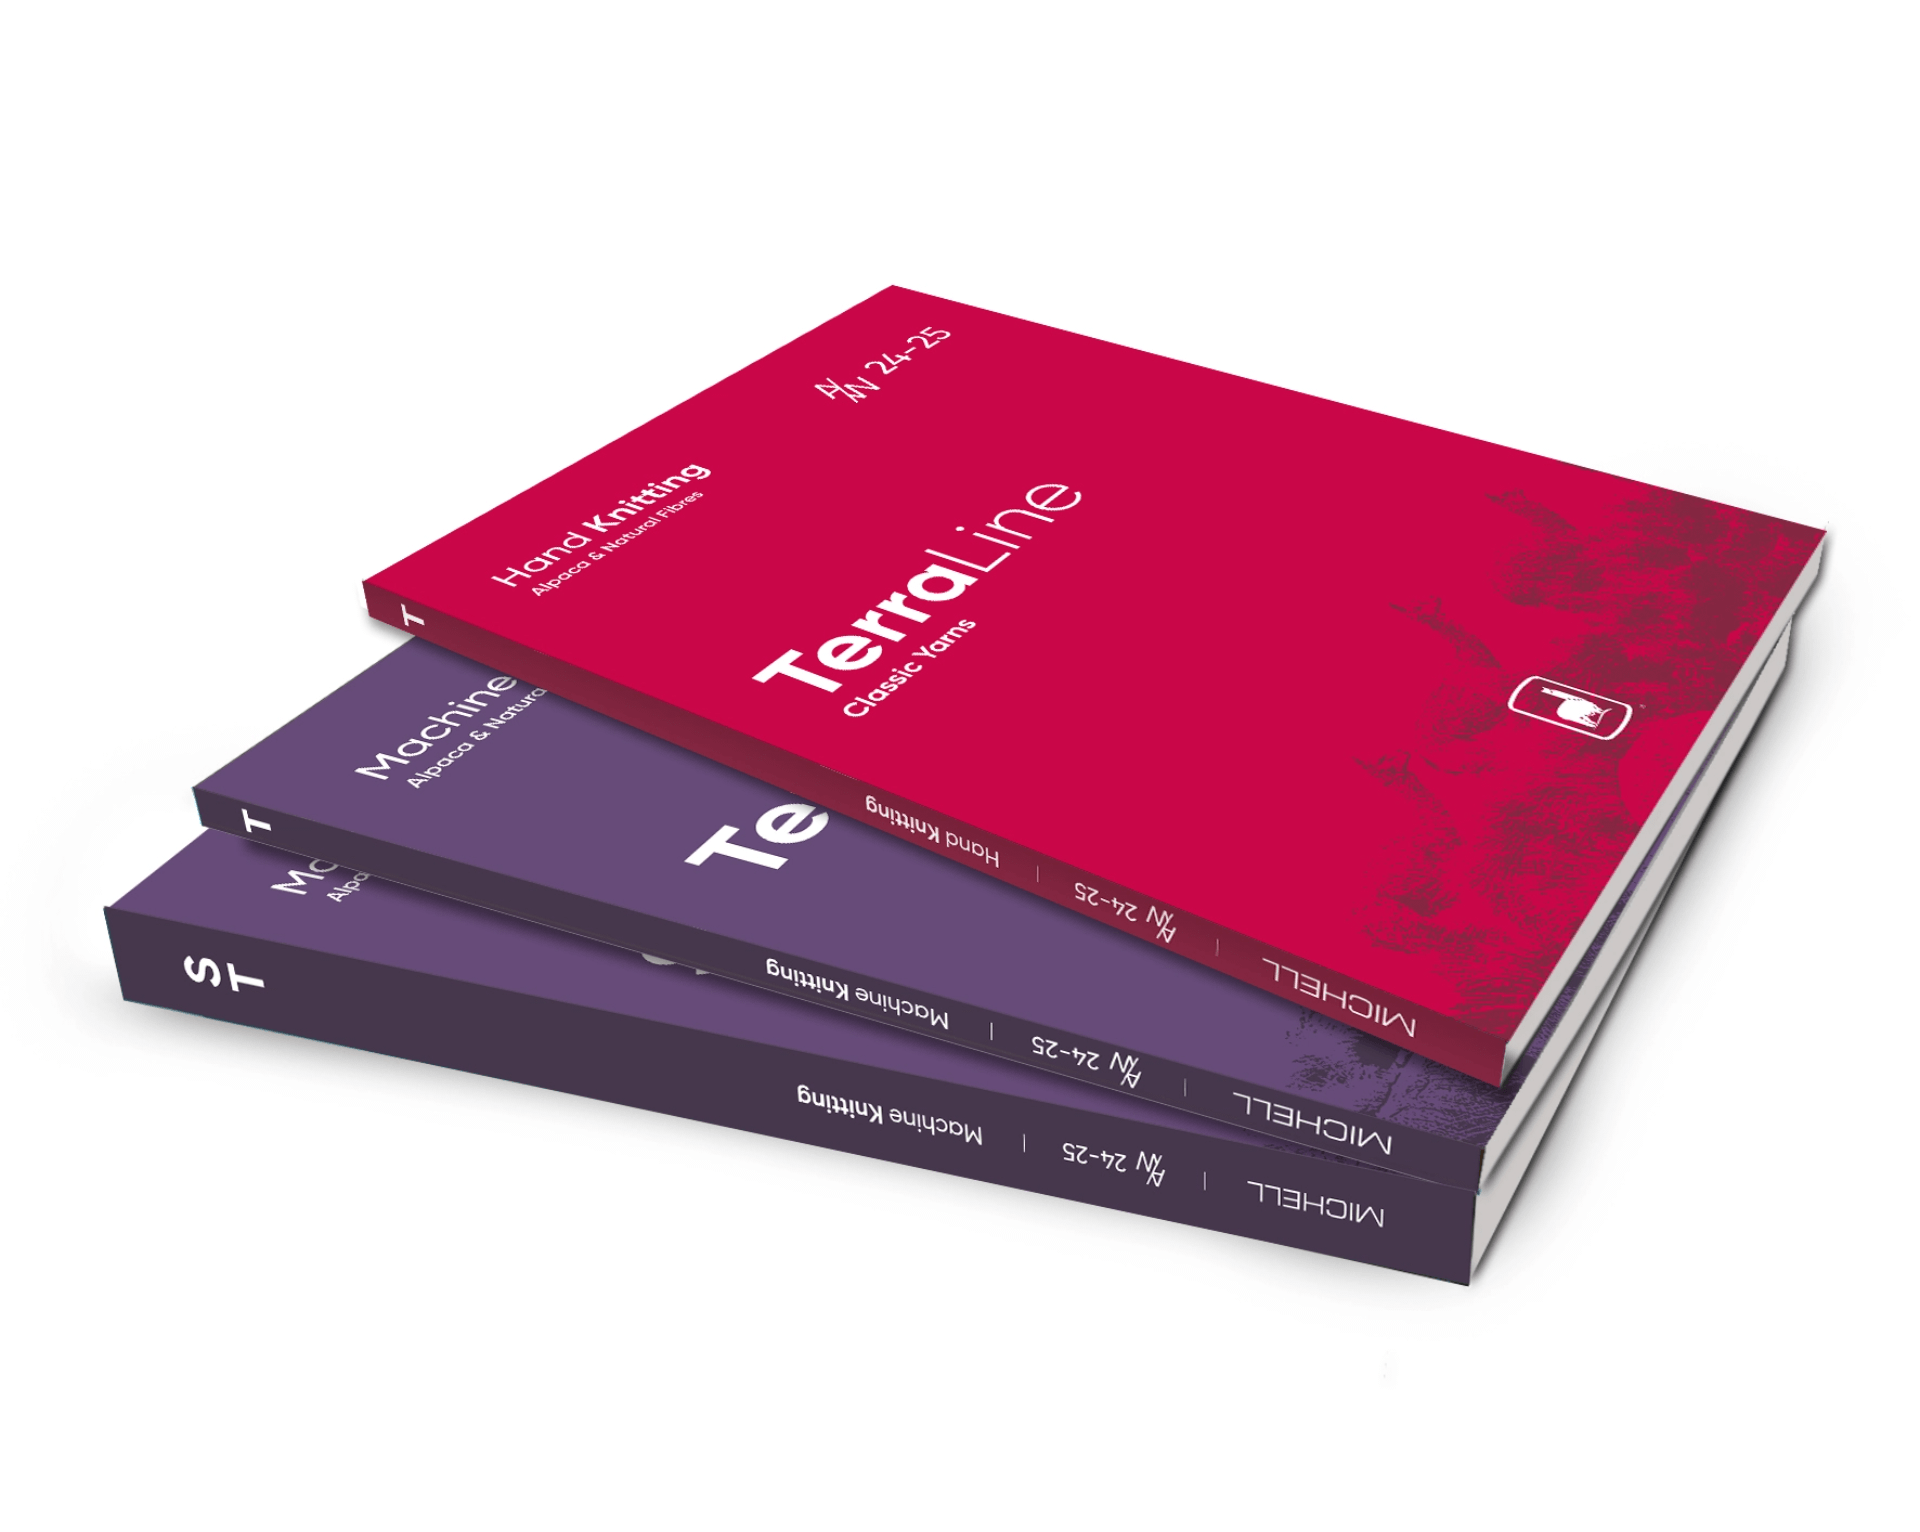 A/W 24-25
Hand Knitting
Alpaca & Natural Fibres
TerraLine
Classic Yarns
T
Hand Knitting | A/W 24-25 | MICHELL
Machine
Alpaca & Natura
Te
T
Machine Knitting | A/W 24-25 | MICHELL
Ma
Alpa
S
T
Machine Knitting | A/W 24-25 | MICHELL